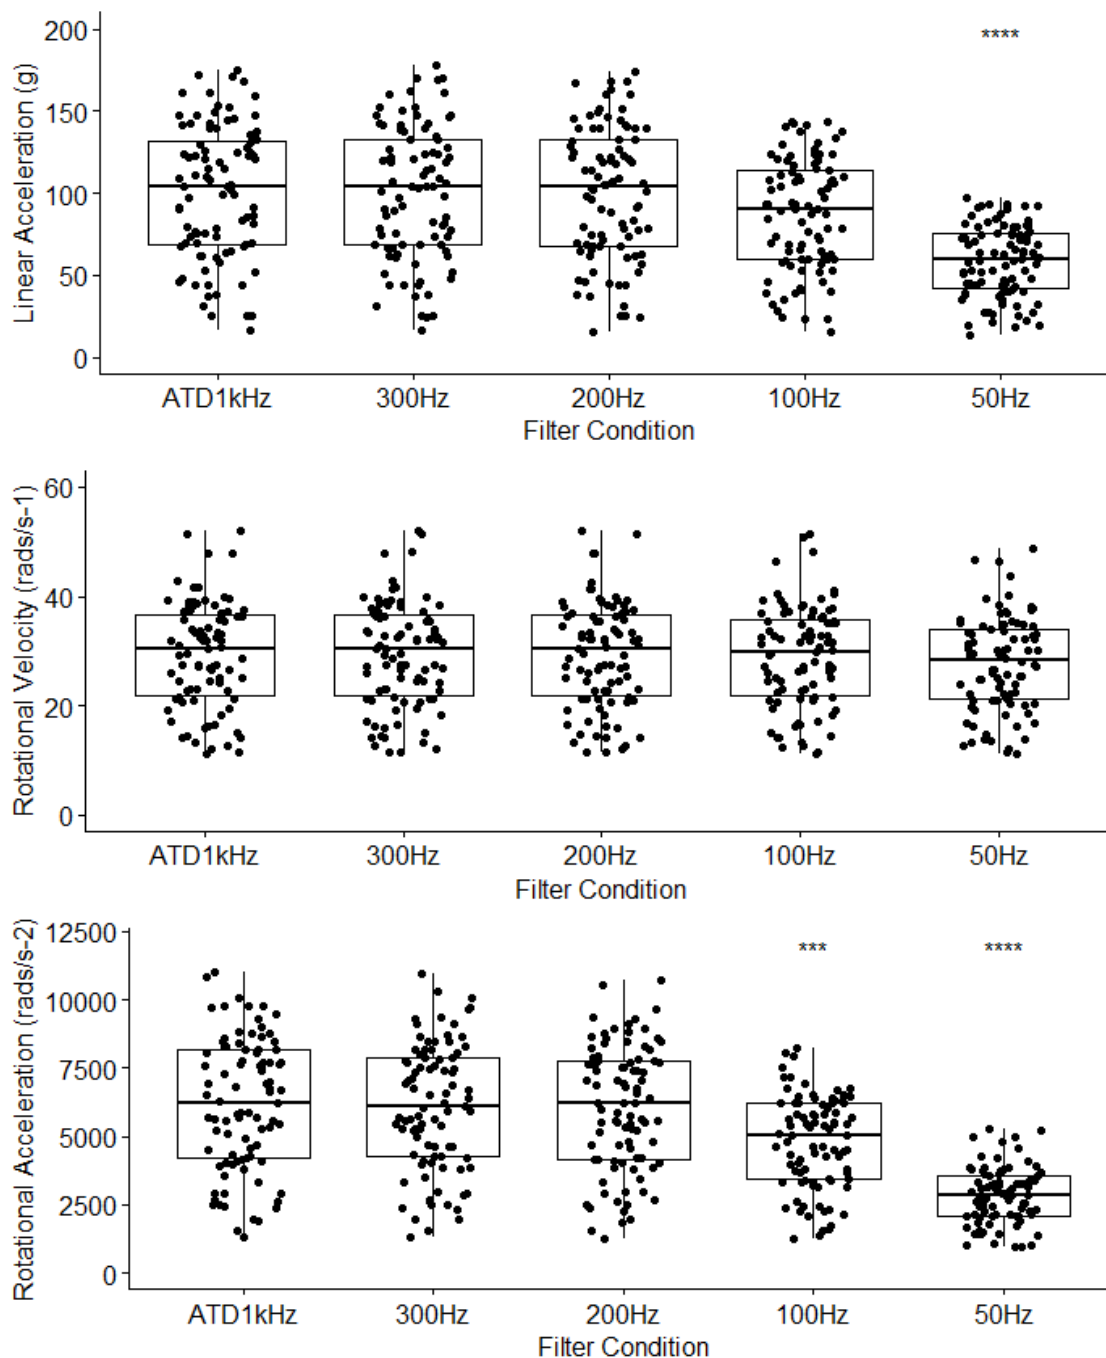 Linear Acceleration (g)
200
150
100
50
0
****
ATD1kHz 300Hz 200Hz 100Hz 50Hz
Filter Condition
Rotational Velocity (rads/s-1)
60
40
20
0
ATD1kHz 300Hz 200Hz 100Hz 50Hz
Filter Condition
Rotational Acceleration (rads/s-2)
12500
10000
7500
5000
2500
0
*** ****
ATD1kHz 300Hz 200Hz 100Hz 50Hz
Filter Condition